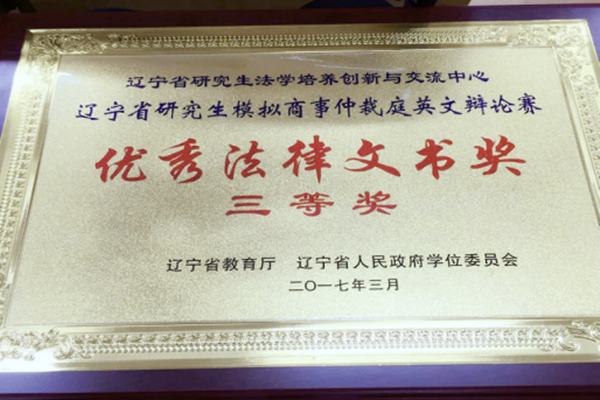 辽宁省研究生法学培养创新与交流中心
辽宁省研究生模拟商事仲裁庭英文辩论赛
优秀法律文书奖
三等奖
辽宁省教育厅 辽宁省人民政府学位委员会
二〇一七年三月